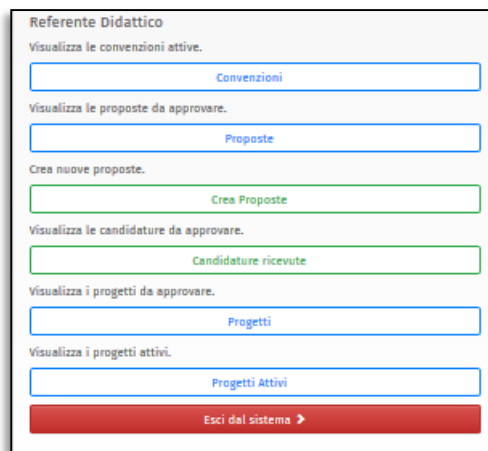 Referente Didattico
Visualizza le convenzioni attive.
Convenzioni
Visualizza le proposte da approvare.
Proposte
Crea nuove proposte.
Crea Proposte
Visualizza le candidature da approvare.
Candidature ricevute
Visualizza i progetti da approvare.
Progetti
Visualizza i progetti attivi.
Progetti Attivi
Esci dal sistema